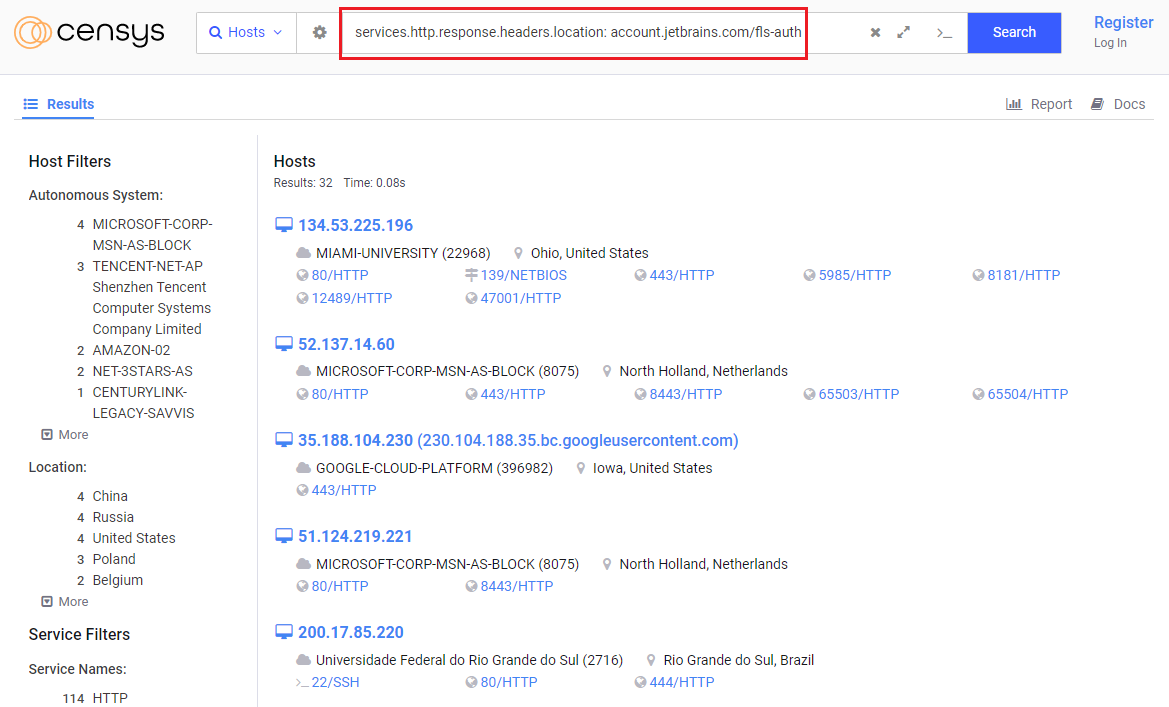 censys
Hosts
services.http.response.headers.location: account.jetbrains.com/fls-auth
Search
Register
Log In
Results
Report
Docs
Host Filters
Autonomous System:
4 MICROSOFT-CORP-
MSN-AS-BLOCK
3 TENCENT-NET-AP
Shenzhen Tencent
Computer Systems
Company Limited
2 AMAZON-02
2 NET-3STARS-AS
1 CENTURYLINK-
LEGACY-SAVVIS
More
Location:
4 China
4 Russia
4 United States
3 Poland
2 Belgium
More
Service Filters
Service Names:
114 HTTP
Hosts
Results: 32 Time: 0.08s
134.53.225.196
MIAMI-UNIVERSITY (22968) Ohio, United States
80/HTTP 139/NETBIOS 443/HTTP 5985/HTTP 8181/HTTP
12489/HTTP 47001/HTTP
52.137.14.60
MICROSOFT-CORP-MSN-AS-BLOCK (8075) North Holland, Netherlands
80/HTTP 443/HTTP 8443/HTTP 65503/HTTP 65504/HTTP
35.188.104.230 (230.104.188.35.bc.googleusercontent.com)
GOOGLE-CLOUD-PLATFORM (396982) Iowa, United States
443/HTTP
51.124.219.221
MICROSOFT-CORP-MSN-AS-BLOCK (8075) North Holland, Netherlands
80/HTTP 8443/HTTP
200.17.85.220
Universidade Federal do Rio Grande do Sul (2716) Rio Grande do Sul, Brazil
22/SSH 80/HTTP 444/HTTP